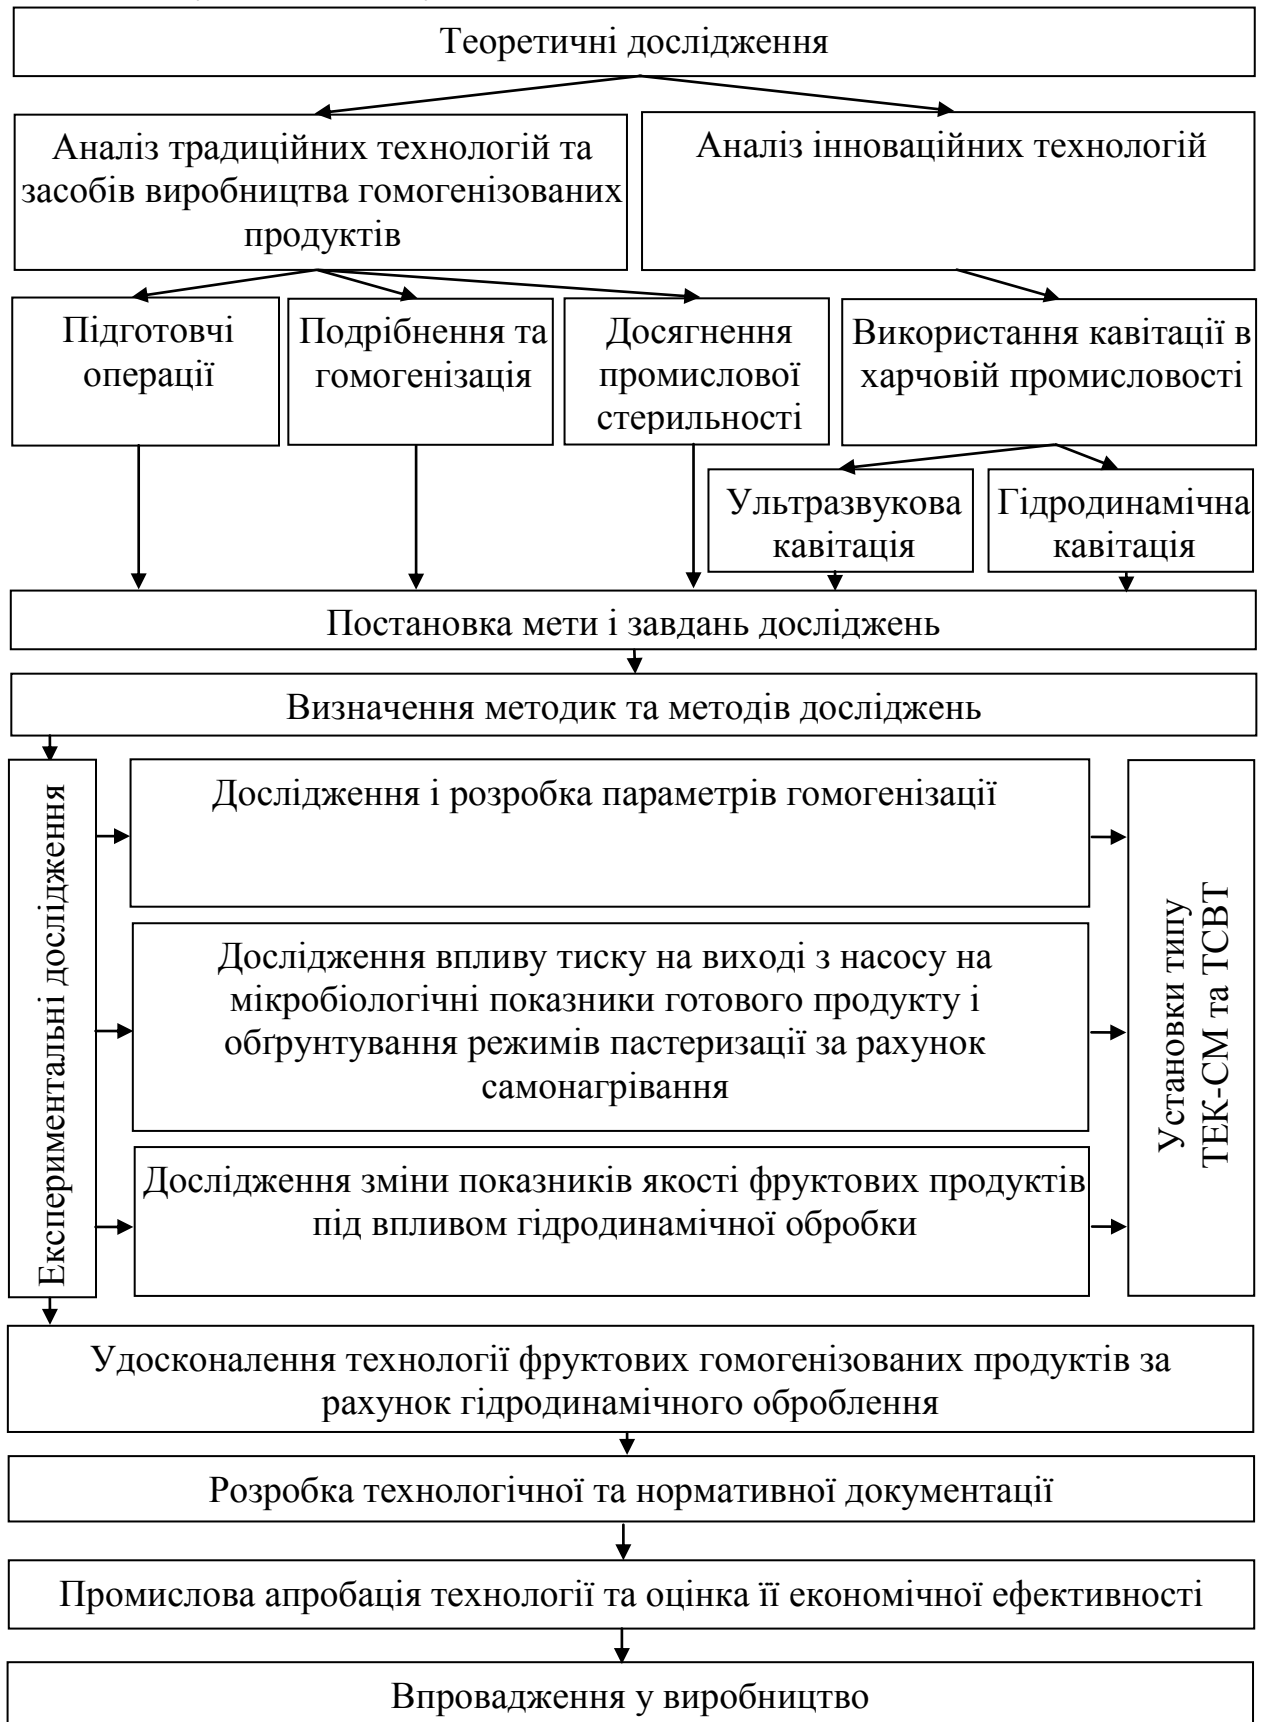 Теоретичні дослідження
Аналіз традиційних технологій та
засобів виробництва гомогенізованих
продуктів
Аналіз інноваційних технологій
Підготовчі
операції
Подрібнення та
гомогенізація
Досягнення
промислової
стерильності
Використання кавітації в
харчовій промисловості
Ультразвукова
кавітація
Гідродинамічна
кавітація
Постановка мети і завдань досліджень
Визначення методик та методів досліджень
Експериментальні дослідження
Дослідження і розробка параметрів гомогенізації
Дослідження впливу тиску на виході з насосу на
мікробіологічні показники готового продукту і
обґрунтування режимів пастеризації за рахунок
самонагрівання
Дослідження зміни показників якості фруктових продуктів
під впливом гідродинамічної обробки
Установки типу
ТЕК-СМ та ТСВТ
Удосконалення технології фруктових гомогенізованих продуктів за
рахунок гідродинамічного оброблення
Розробка технологічної та нормативної документації
Промислова апробація технології та оцінка її економічної ефективності
Впровадження у виробництво